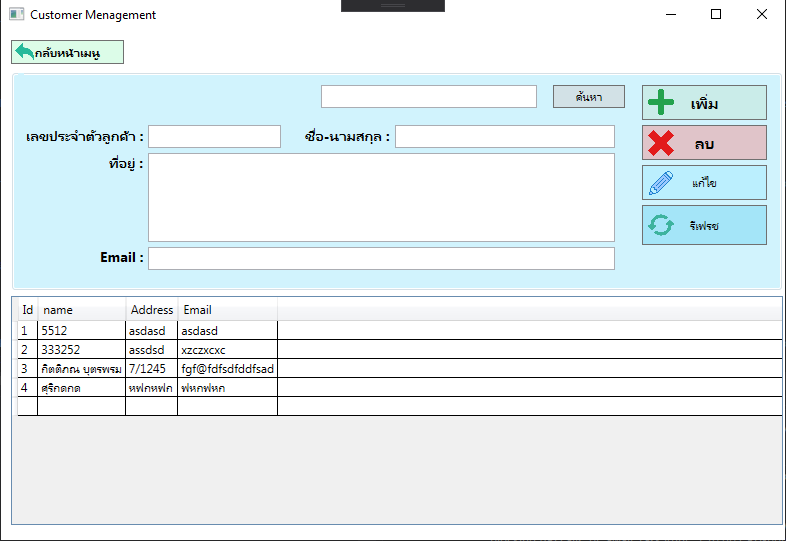 Customer Menagement
กลับหน้าเมนู
ค้นหา
เพิ่ม
เลขประจำตัวลูกค้า :
ชื่อ-นามสกุล :
ลบ
ที่อยู่ :
แก้ไข
รีเฟรช
Email :
Id name Address Email
1 5512 asdasd asdasd
2 333252 assdsd xzczxcxc
3 กิตติภณ บุตรพรม 7/1245 fgf@fdfsdfddfsad
4 ศุริกดกด หฟกหฟก ฟหกฟหก